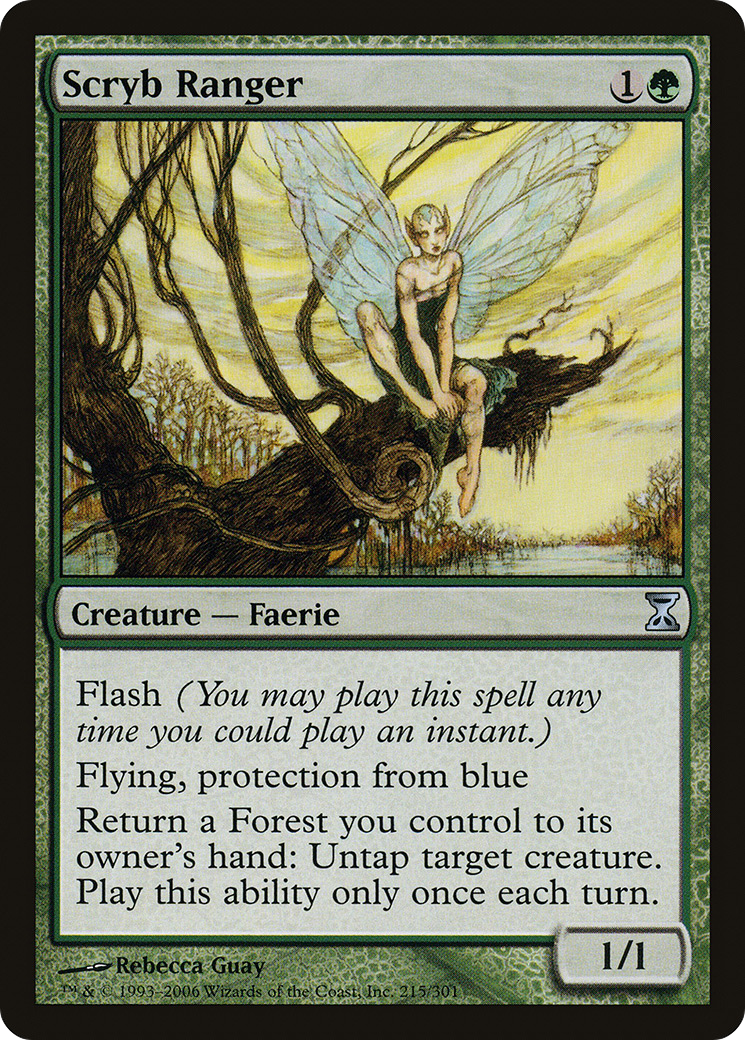 Scryb Ranger 1
Creature — Faerie
Flash (You may play this spell any
time you could play an instant.)
Flying, protection from blue
Return a Forest you control to its
owner's hand: Untap target creature.
Play this ability only once each turn.
1/1
Rebecca Guay
™ & © 1993–2006 Wizards of the Coast, Inc. 215/301